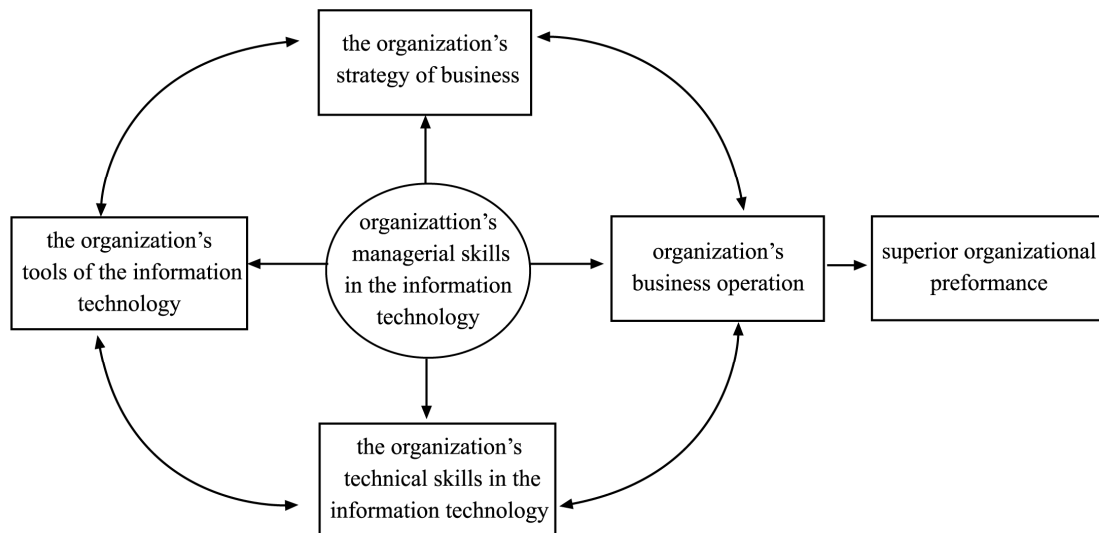 the organization’s
strategy of business
organizattion’s
managerial skills
in the information
technology
the organization’s
tools of the information
technology
organization’s
business operation
superior organizational
preformance
the organization’s
technical skills in the
information technology